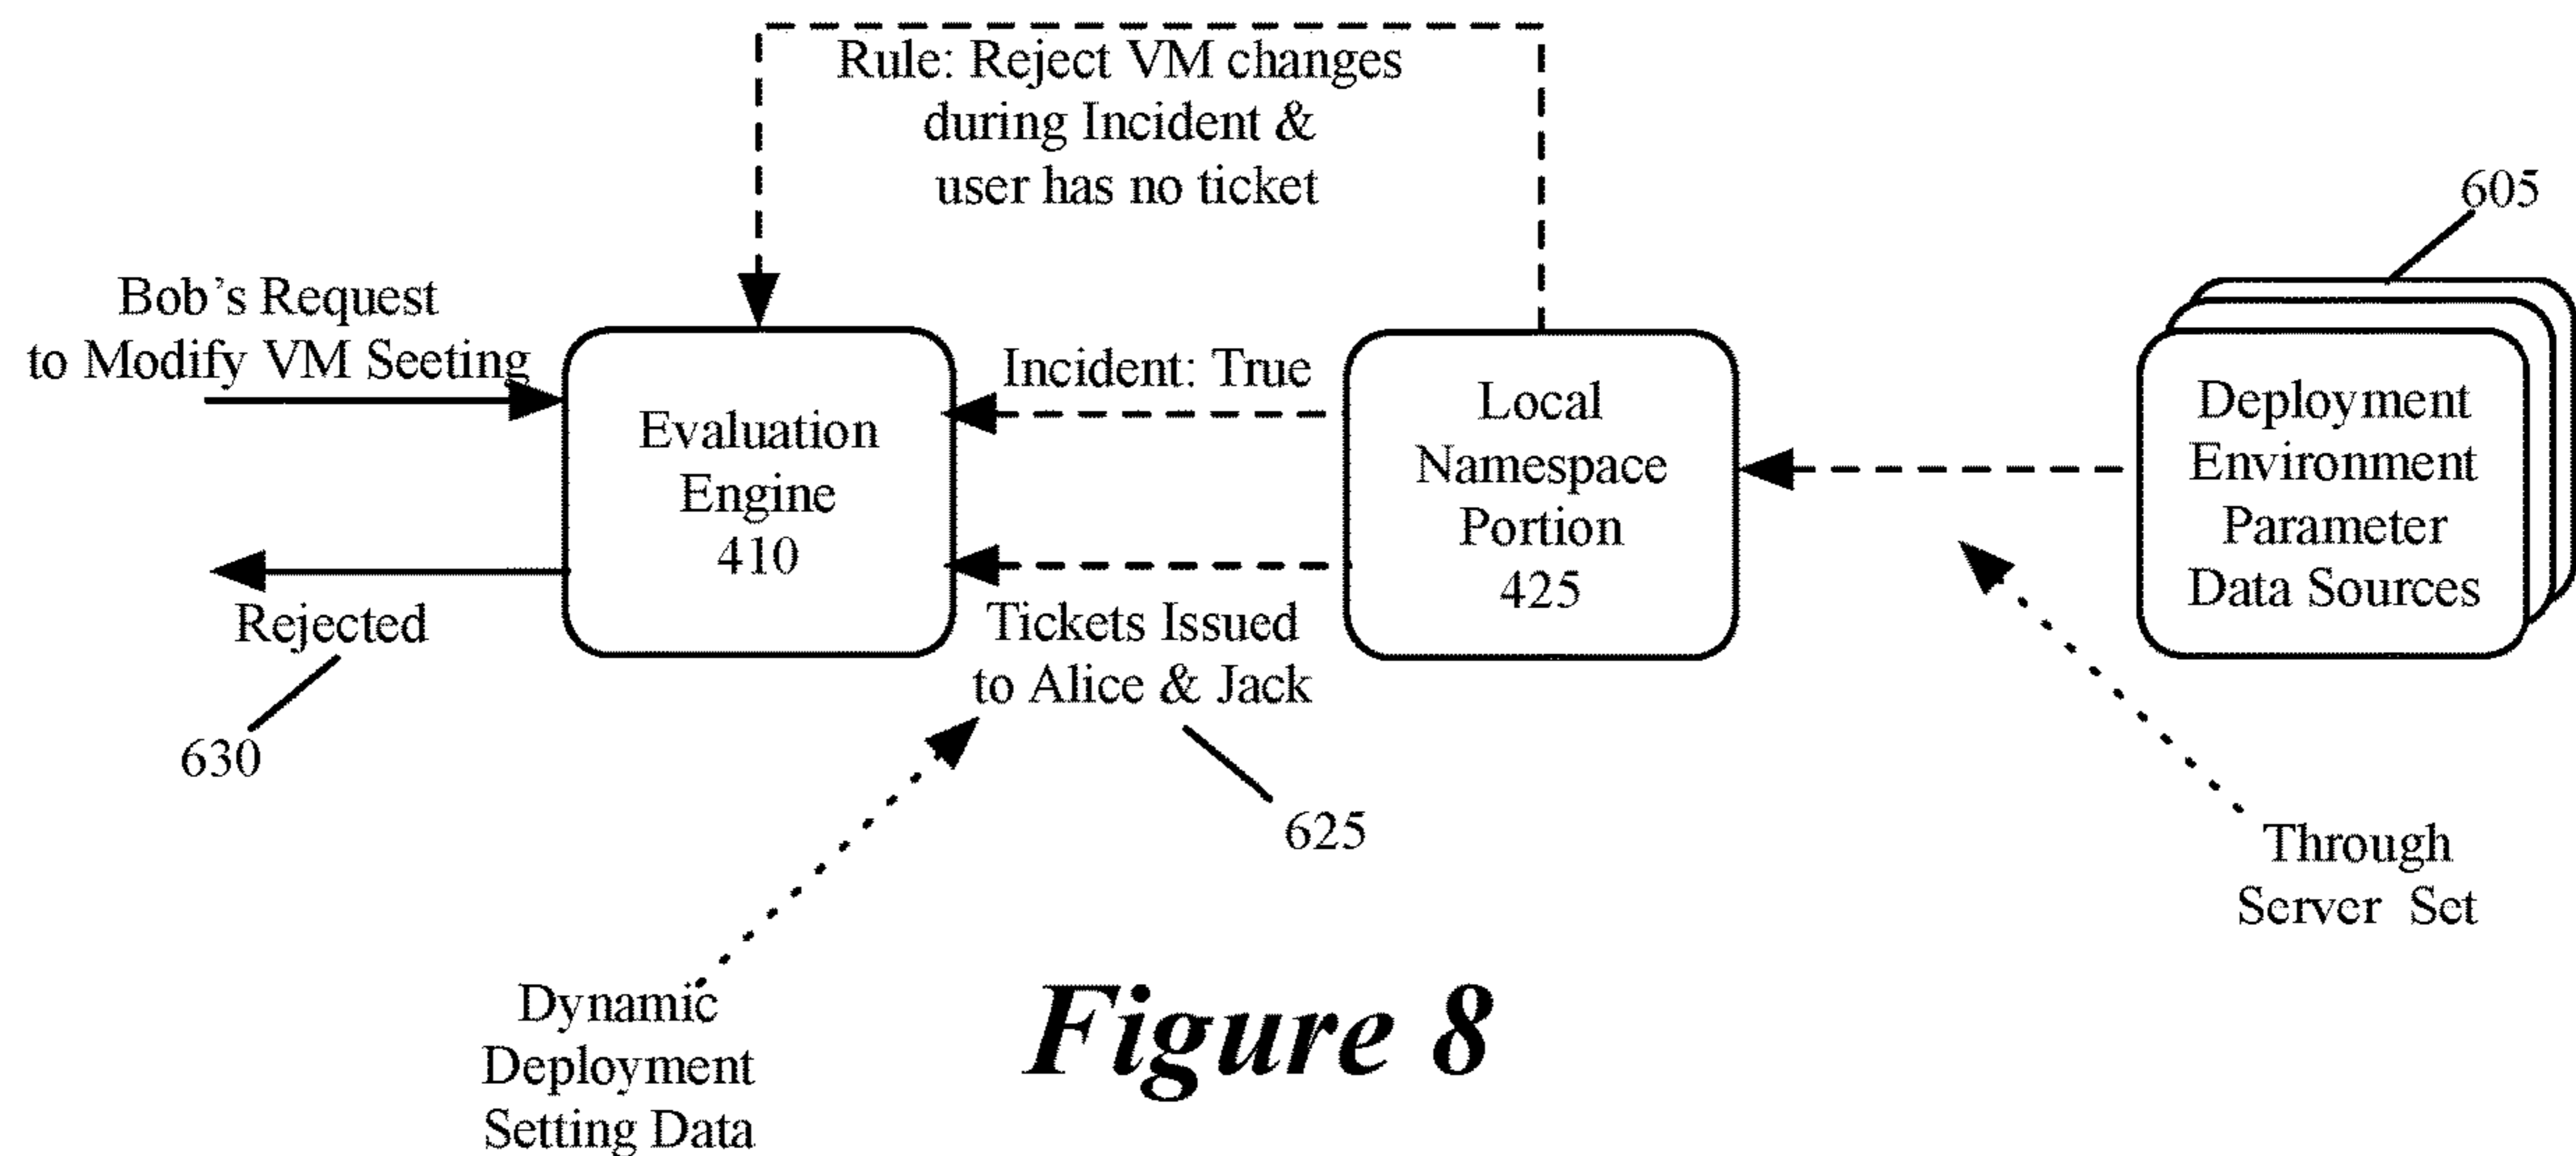 Rule: Reject VM changes
during Incident &
user has no ticket
605
Bob's Request
to Modify VM Seeting
Incident: True
Evaluation
Engine
410
Local
Namespace
Portion
425
Deployment
Environment
Parameter
Data Sources
Rejected
630
Tickets Issued
to Alice & Jack
625
Through
Server Set
Dynamic
Deployment
Setting Data
Figure 8